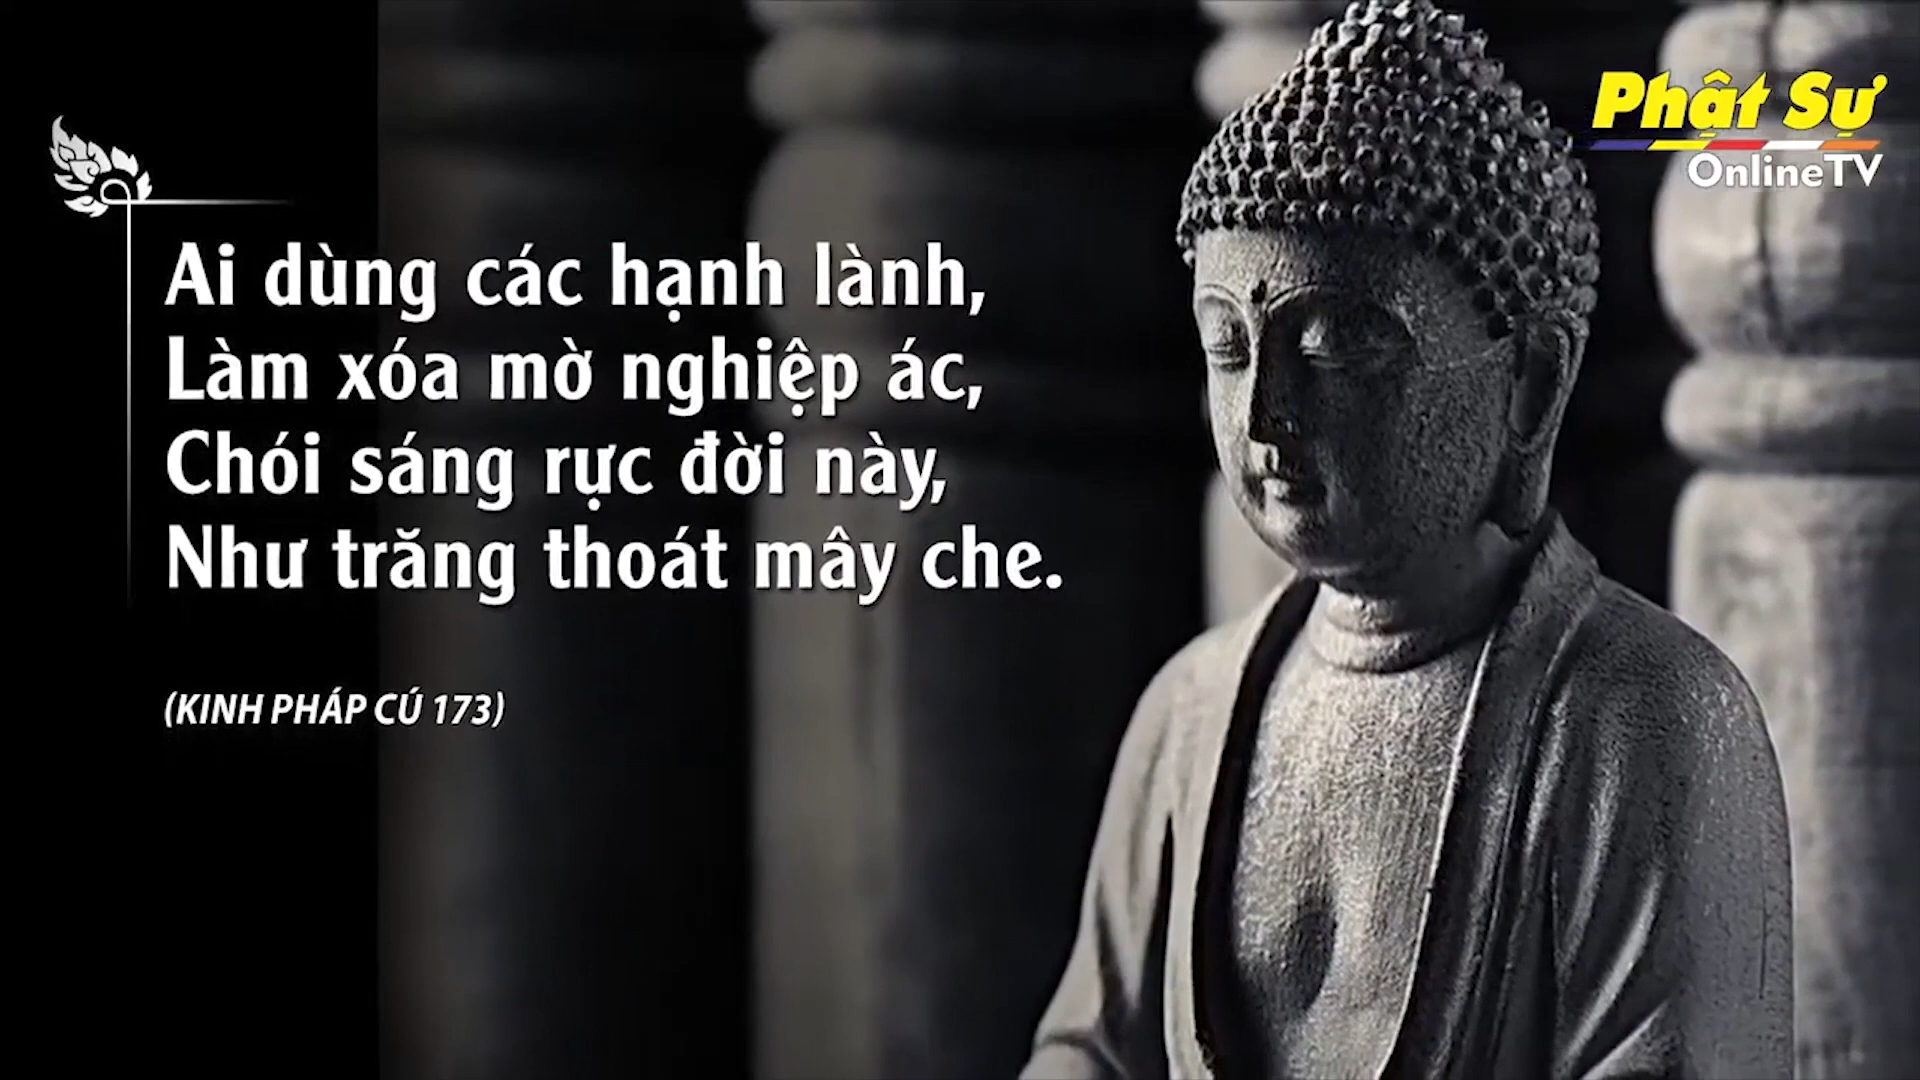 Phật Sự
OnlineTV
Ai dùng các hạnh lành,
Làm xóa mờ nghiệp ác,
Chói sáng rực đời này,
Như trăng thoát mây che.
(KINH PHÁP CÚ 173)